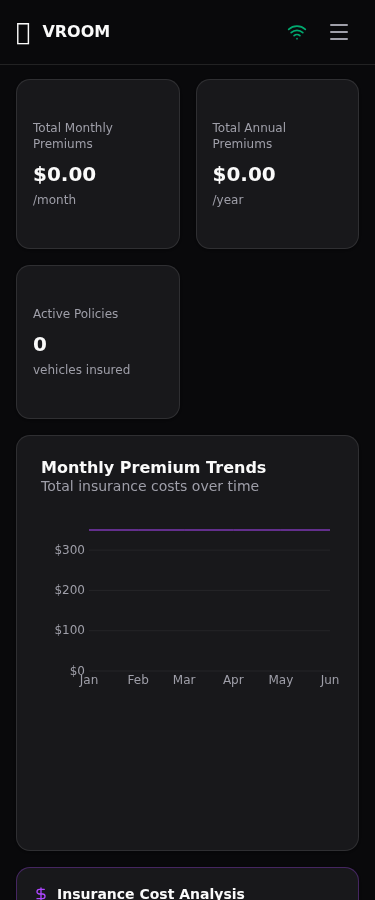 VROOM
Total Monthly
Premiums
$0.00
/month
Total Annual
Premiums
$0.00
/year
Active Policies
0
vehicles insured
Monthly Premium Trends
Total insurance costs over time
$300
$200
$100
$0
Jan Feb Mar Apr May Jun
$ Insurance Cost Analysis